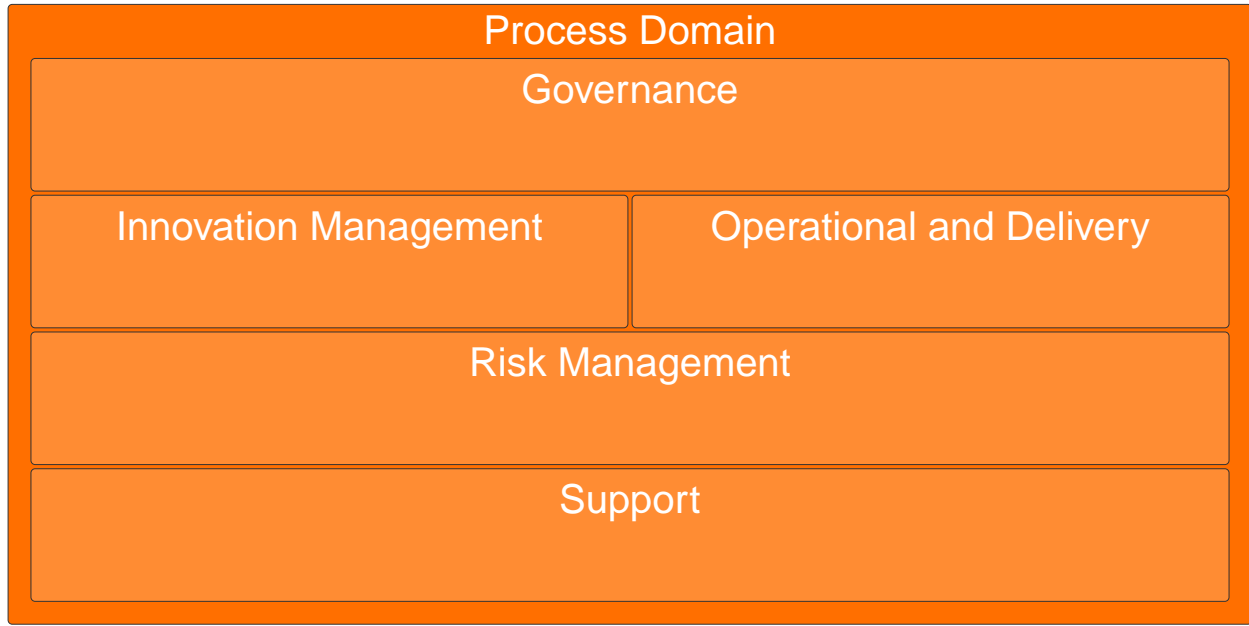 Process Domain
Governance
Innovation Management
Operational and Delivery
Risk Management
Support